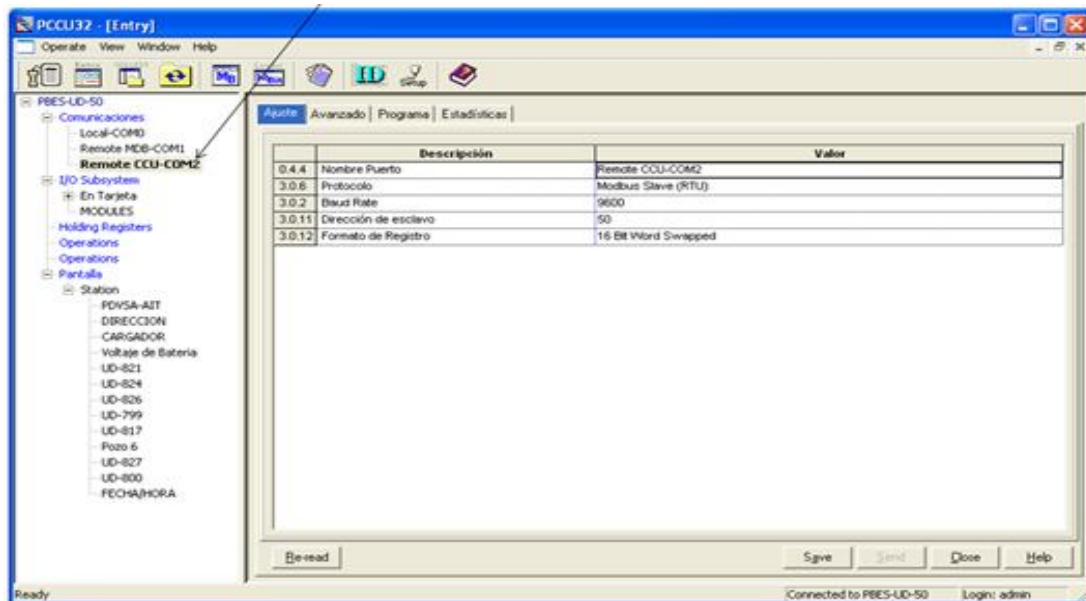 PCCU32 - [Entry]
Operate View Window Help
ID
Setup
PBES-UD-50
Comunicaciones
Local-COM0
Remote MDB-COM1
Remote CCU-COM2
I/O Subsystem
En Tarjeta
MODULES
Holding Registers
Operations
Operations
Pantalla
Station
PDVSA-AIT
DIRECCION
CARGADOR
Voltaje de Bateria
UD-821
UD-824
UD-826
UD-799
UD-817
Pozo 6
UD-827
UD-800
FECHA/HORA
Ajuste Avanzado Programa Estadísticas
Descripción Valor
0.4.4 Nombre Puerto Remote CCU-COM2
3.0.6 Protocolo Modbus Slave (RTU)
3.0.2 Baud Rate 9600
3.0.11 Dirección de esclavo 50
3.0.12 Formato de Registro 16 Bit Word Swapped
Re-read Save Send Close Help
Ready Connected to PBES-UD-50 Login: admin